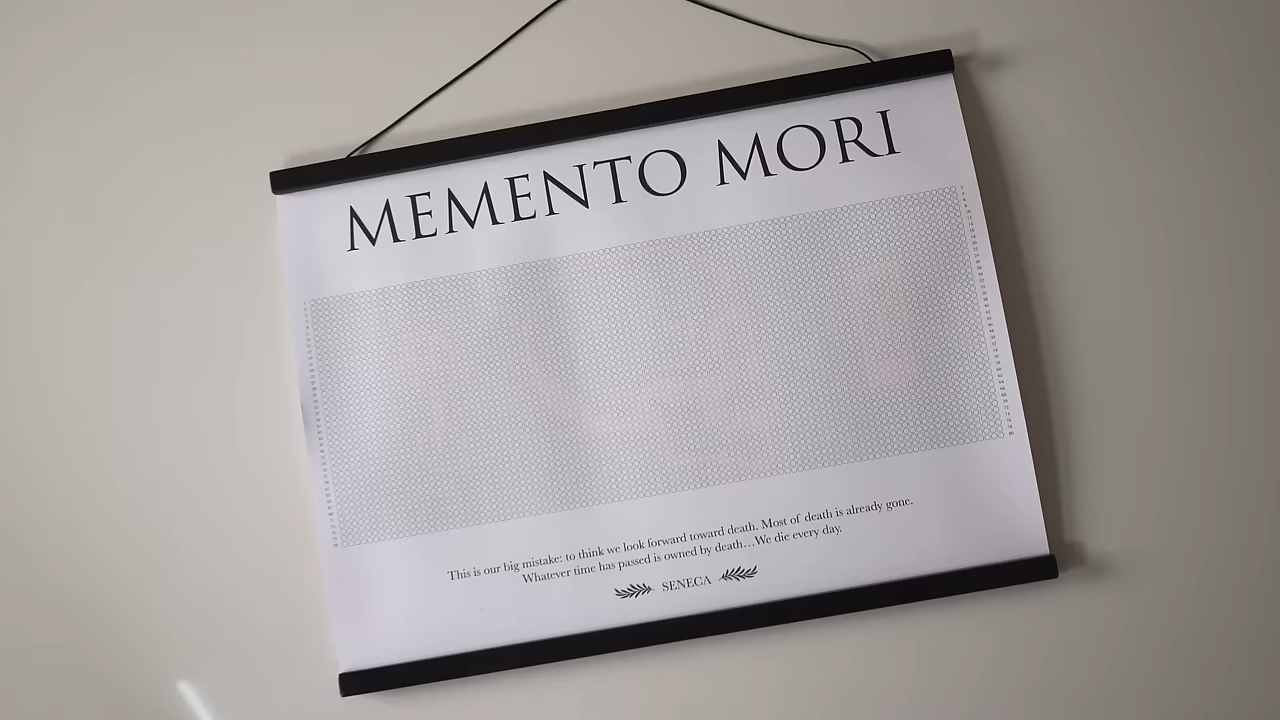 MEMENTO MORI
This is our big mistake: to think we look forward toward death. Most of death is already gone.
Whatever time has passed is owned by death…We die every day.
SENECA